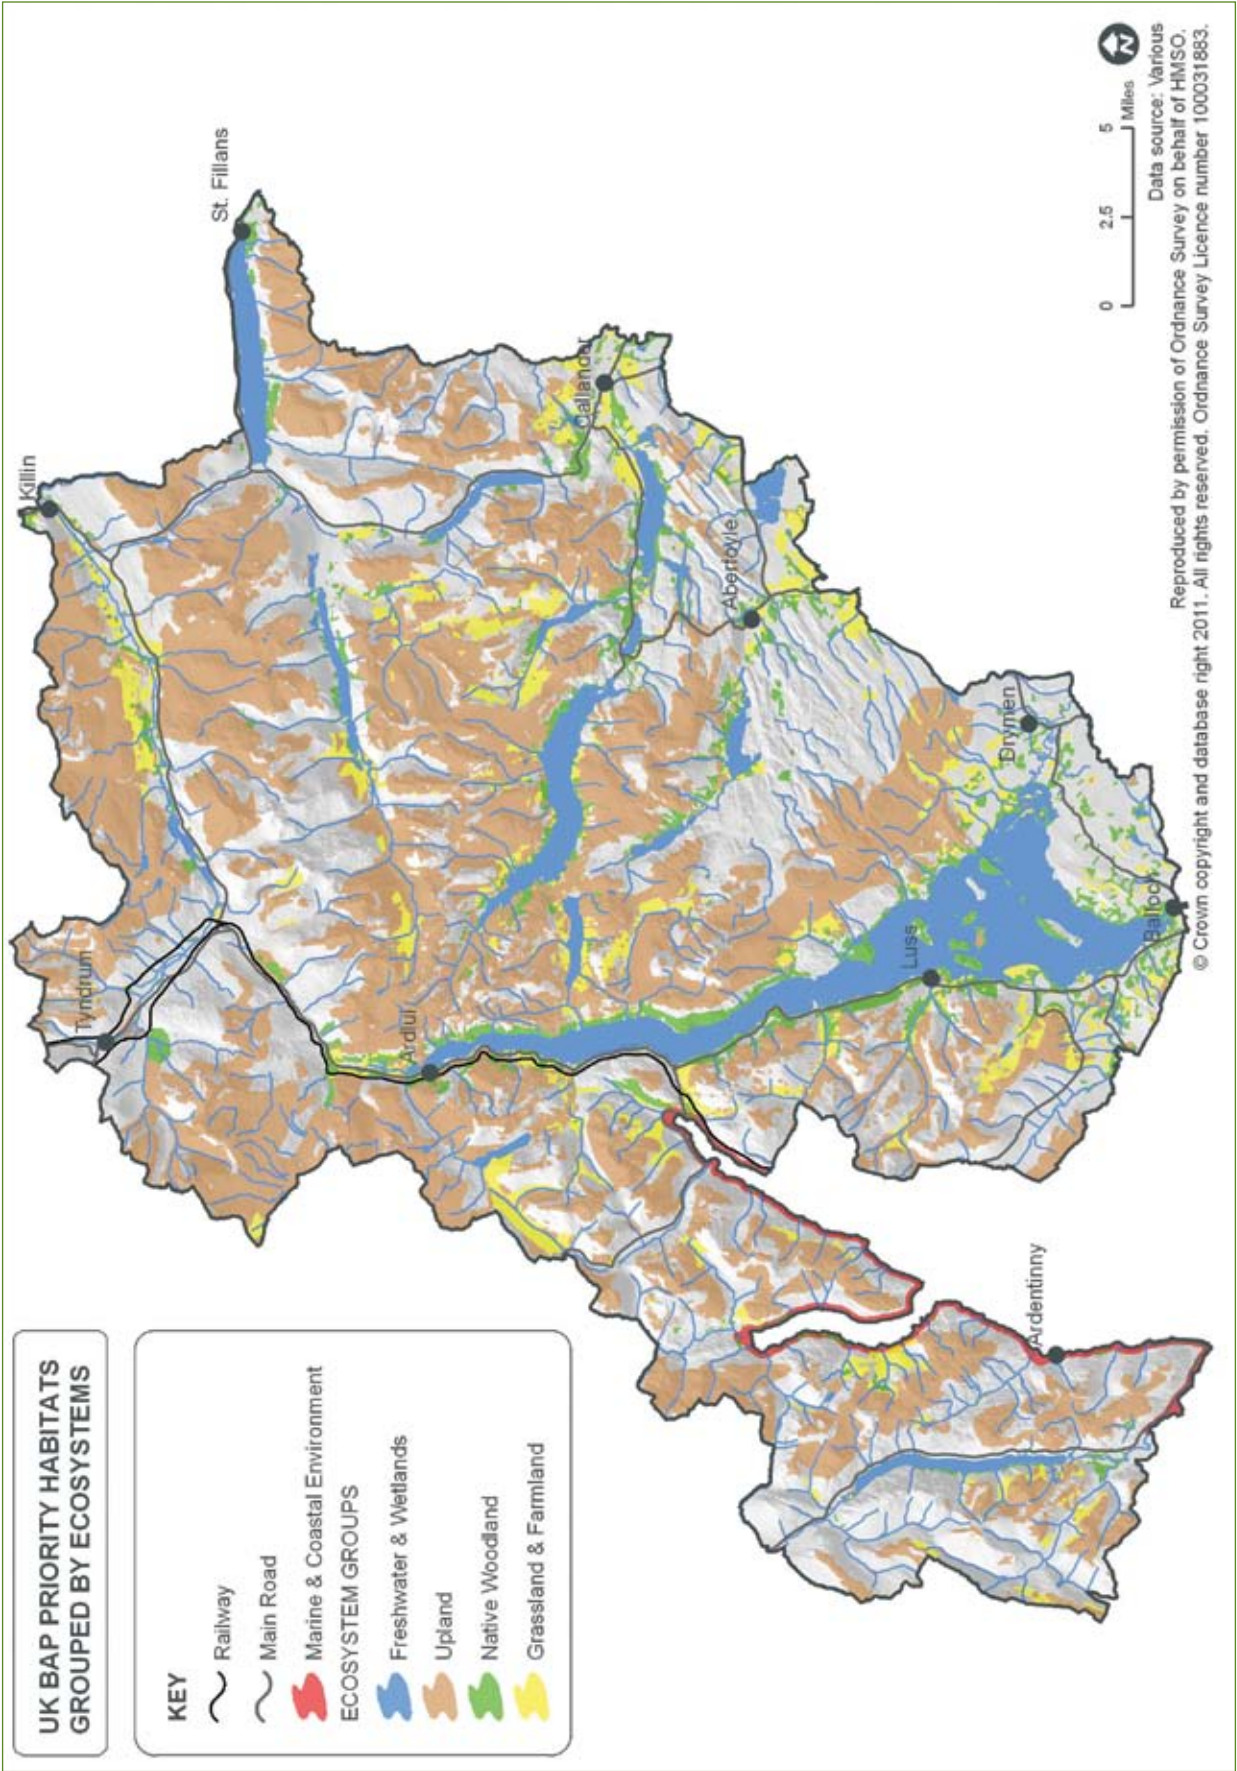 UK BAP PRIORITY HABITATS
GROUPED BY ECOSYSTEMS
KEY
Railway
Main Road
Marine & Coastal Environment
ECOSYSTEM GROUPS
Freshwater & Wetlands
Upland
Native Woodland
Grassland & Farmland
Tyndrum
Killin
St. Fillans
Ardlui
Callander
Aberfoyle
Luss
Drymen
Balloch
Ardentinny
N
0 2.5 5
Miles
Data source: Various
Reproduced by permission of Ordnance Survey on behalf of HMSO.
© Crown copyright and database right 2011. All rights reserved. Ordnance Survey Licence number 100031883.